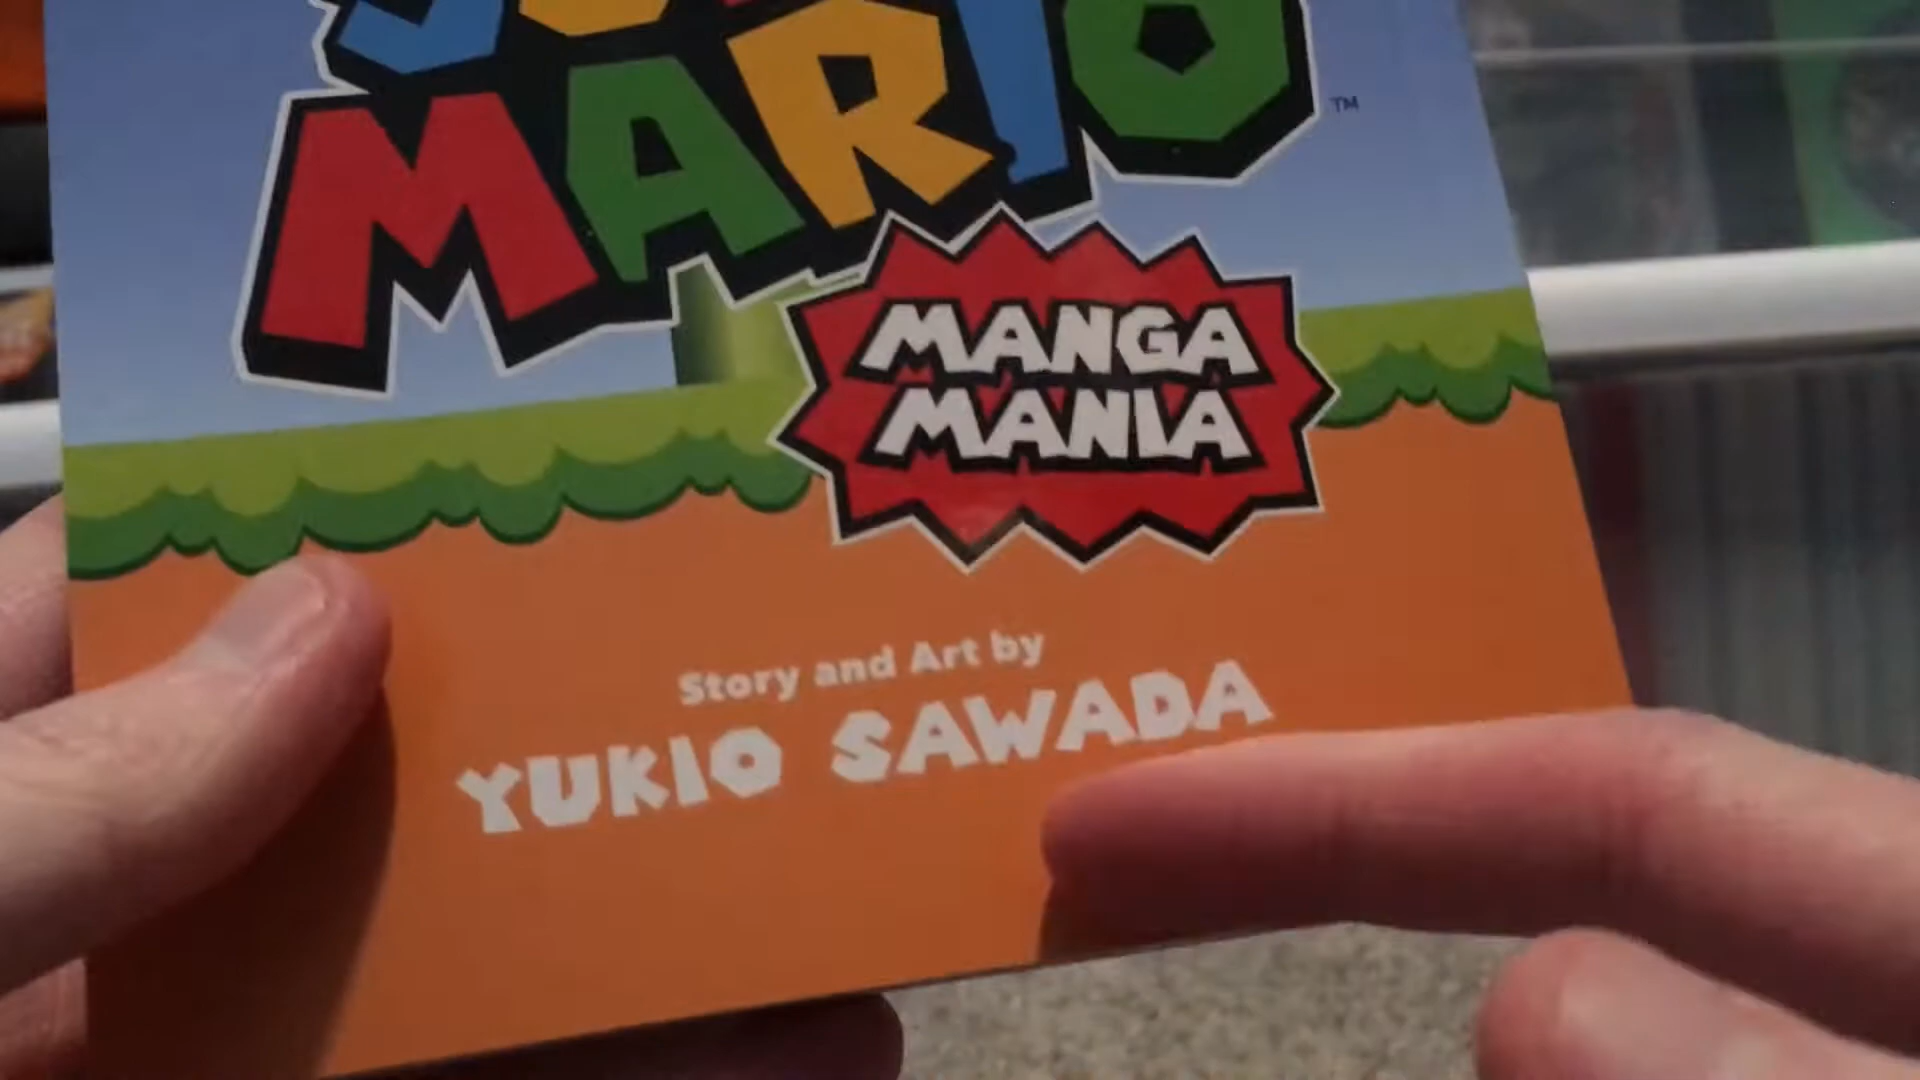 MARIO
TM
MANGA
MANIA
Story and Art by
YUKIO SAWADA